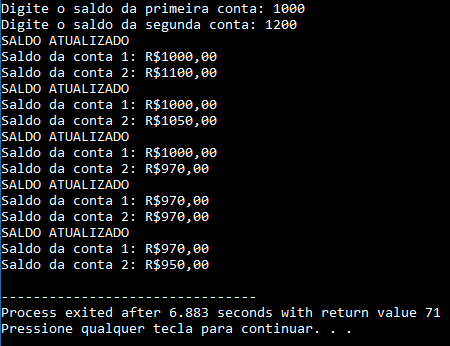 Digite o saldo da primeira conta: 1000
Digite o saldo da segunda conta: 1200
SALDO ATUALIZADO
Saldo da conta 1: R$1000,00
Saldo da conta 2: R$1100,00
SALDO ATUALIZADO
Saldo da conta 1: R$1000,00
Saldo da conta 2: R$1050,00
SALDO ATUALIZADO
Saldo da conta 1: R$1000,00
Saldo da conta 2: R$970,00
SALDO ATUALIZADO
Saldo da conta 1: R$970,00
Saldo da conta 2: R$970,00
SALDO ATUALIZADO
Saldo da conta 1: R$970,00
Saldo da conta 2: R$950,00
--------------------------------
Process exited after 6.883 seconds with return value 71
Pressione qualquer tecla para continuar. . .